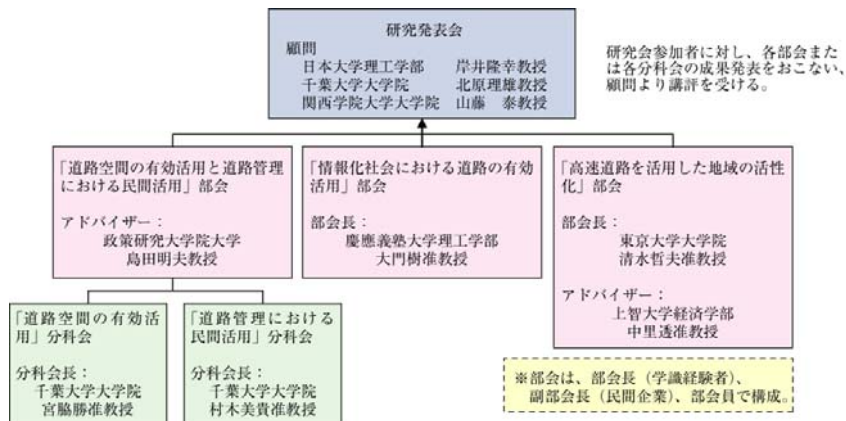 研究発表会
顧問
日本大学理工学部 岸井隆幸教授
千葉大学大学院 北原理雄教授
関西学院大学大学院 山藤 泰教授
研究会参加者に対し、各部会また
は各分科会の成果発表をおこない、
顧問より講評を受ける。
「道路空間の有効活用と道路管理
における民間活用」部会
アドバイザー：
政策研究大学院大学
島田明夫教授
「情報化社会における道路の有効
活用」部会
部会長：
慶應義塾大学理工学部
大門樹准教授
「高速道路を活用した地域の活性
化」部会
部会長：
東京大学大学院
清水哲夫准教授
アドバイザー：
上智大学経済学部
中里透准教授
「道路空間の有効活
用」分科会
分科会長：
千葉大学大学院
宮脇勝准教授
「道路管理における
民間活用」分科会
分科会長：
千葉大学大学院
村木美貴准教授
※部会は、部会長（学識経験者）、
副部会長（民間企業）、部会員で構成。